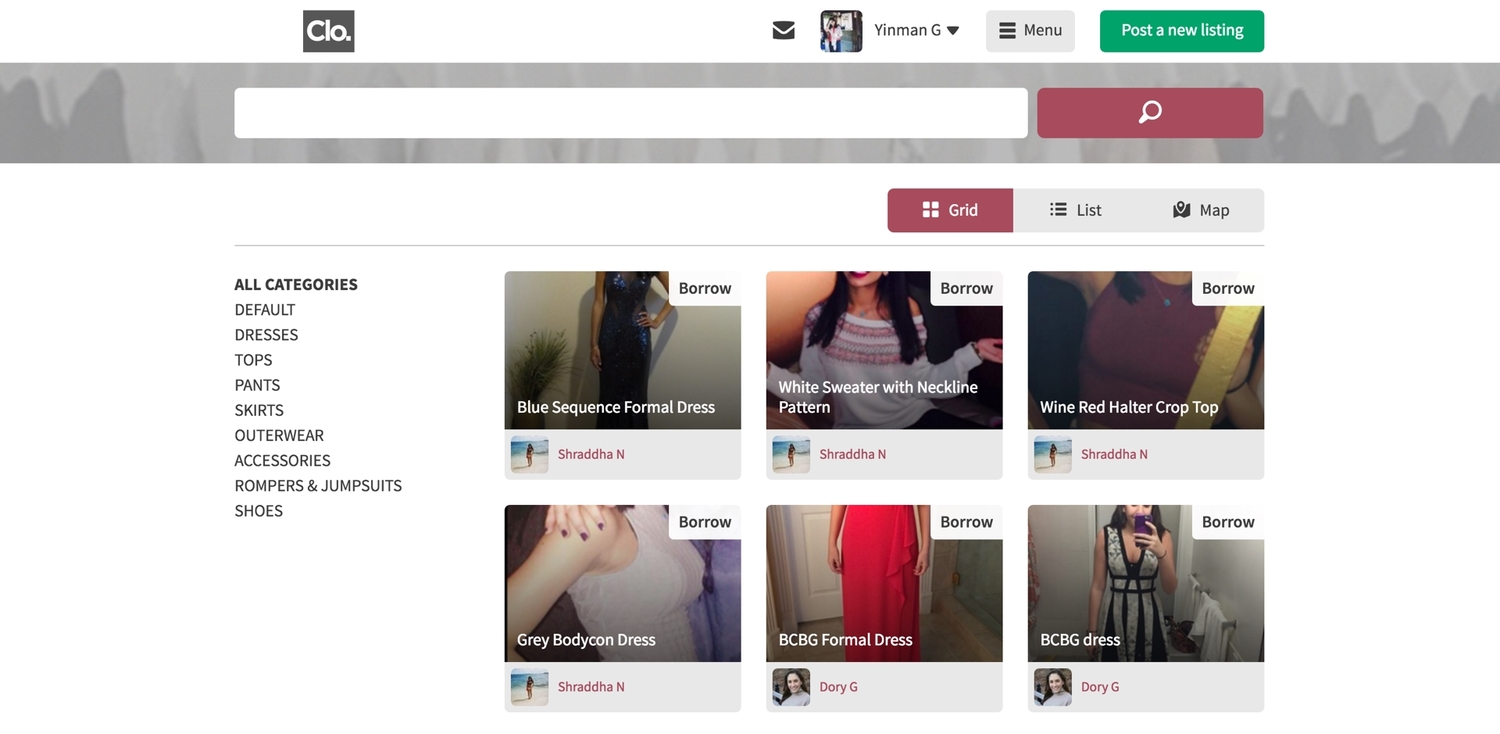 Clo.
Yinman G
Menu
Post a new listing
Grid
List
Map
ALL CATEGORIES
DEFAULT
DRESSES
TOPS
PANTS
SKIRTS
OUTERWEAR
ACCESSORIES
ROMPERS & JUMPSUITS
SHOES
Borrow
Blue Sequence Formal Dress
Shraddha N
Borrow
White Sweater with Neckline
Pattern
Shraddha N
Borrow
Wine Red Halter Crop Top
Shraddha N
Borrow
Grey Bodycon Dress
Shraddha N
Borrow
BCBG Formal Dress
Dory G
Borrow
BCBG dress
Dory G